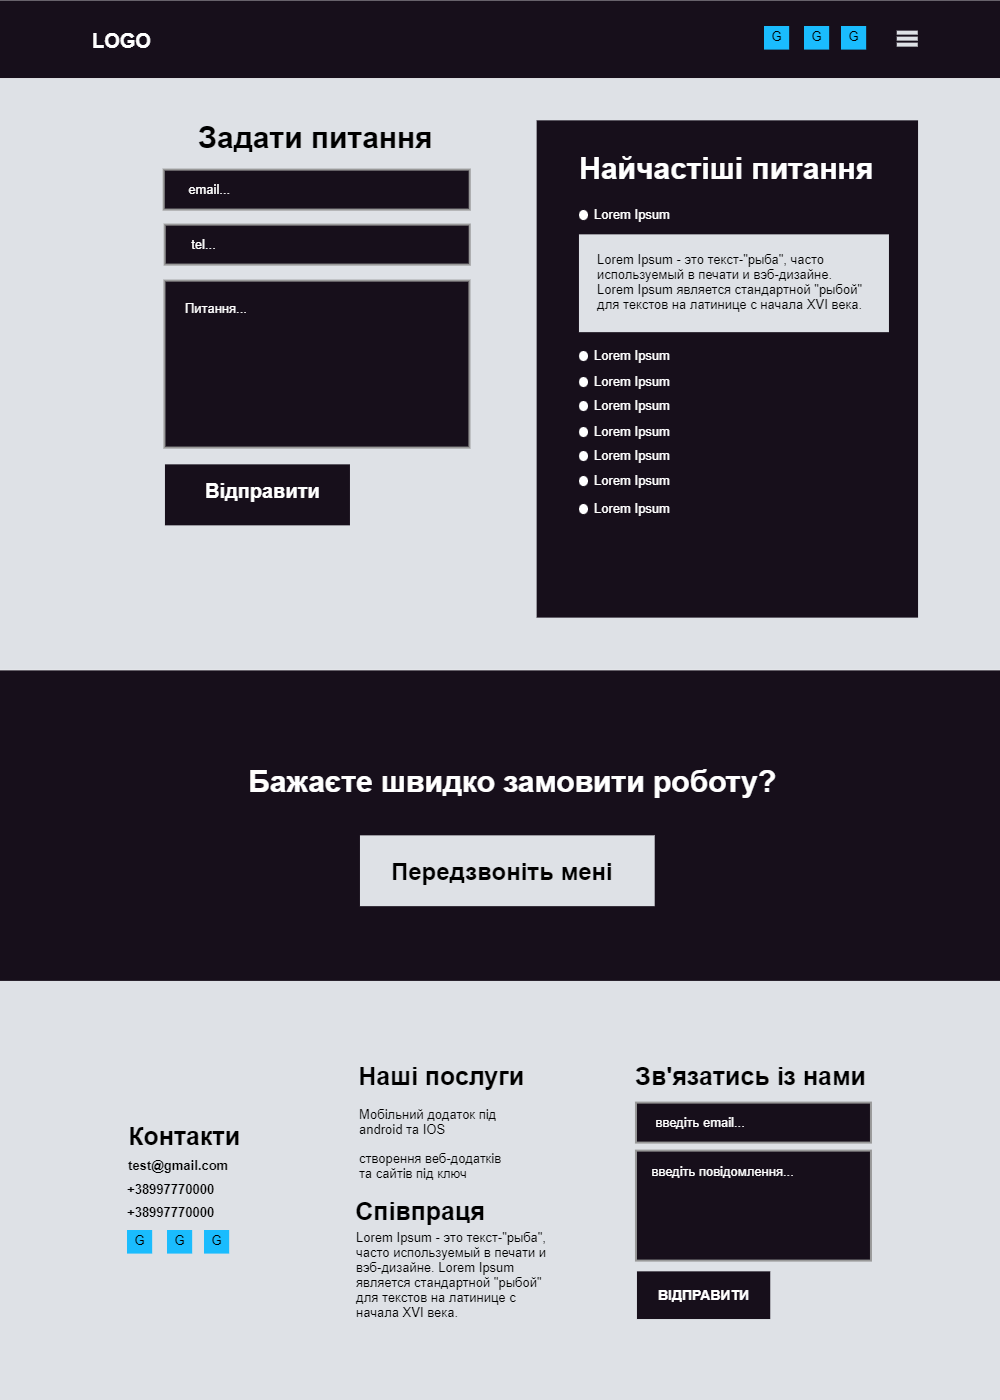 LOGO
G G G
Задати питання
email...
tel...
Питання...
Відправити
Найчастіші питання
Lorem Ipsum
Lorem Ipsum - это текст-"рыба", часто
используемый в печати и вэб-дизайне.
Lorem Ipsum является стандартной "рыбой"
для текстов на латинице с начала XVI века.
Lorem Ipsum
Lorem Ipsum
Lorem Ipsum
Lorem Ipsum
Lorem Ipsum
Lorem Ipsum
Lorem Ipsum
Бажаєте швидко замовити роботу?
Передзвоніть мені
Контакти
test@gmail.com
+38997770000
+38997770000
G G G
Наші послуги
Мобільний додаток під
android та IOS
створення веб-додатків
та сайтів під ключ
Співпраця
Lorem Ipsum - это текст-"рыба",
часто используемый в печати и
вэб-дизайне. Lorem Ipsum
является стандартной "рыбой"
для текстов на латинице с
начала XVI века.
Зв'язатись із нами
введіть email...
введіть повідомлення...
ВІДПРАВИТИ